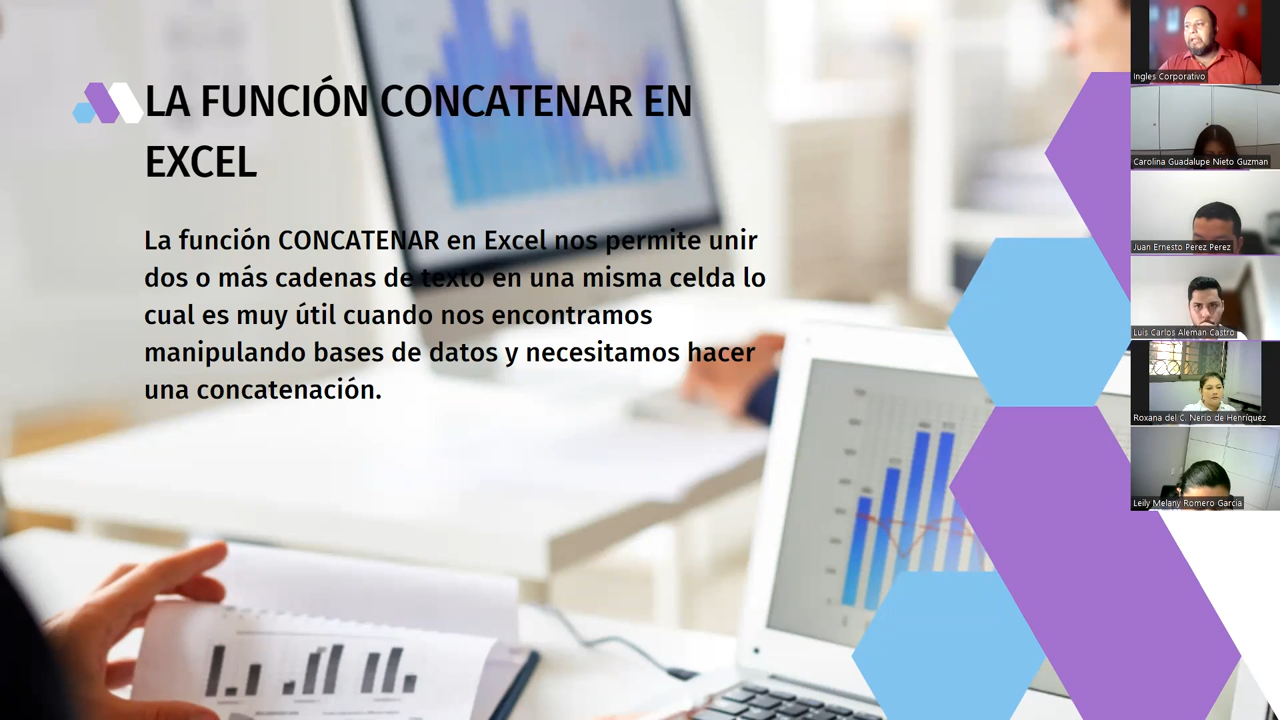 LA FUNCIÓN CONCATENAR EN
EXCEL
La función CONCATENAR en Excel nos permite unir
dos o más cadenas de texto en una misma celda lo
cual es muy útil cuando nos encontramos
manipulando bases de datos y necesitamos hacer
una concatenación.
Ingles Corporativo
Carolina Guadalupe Nieto Guzman
Juan Ernesto Perez Perez
Luis Carlos Aleman Castro
Roxana del C. Nerio de Henríquez
Leily Melany Romero García